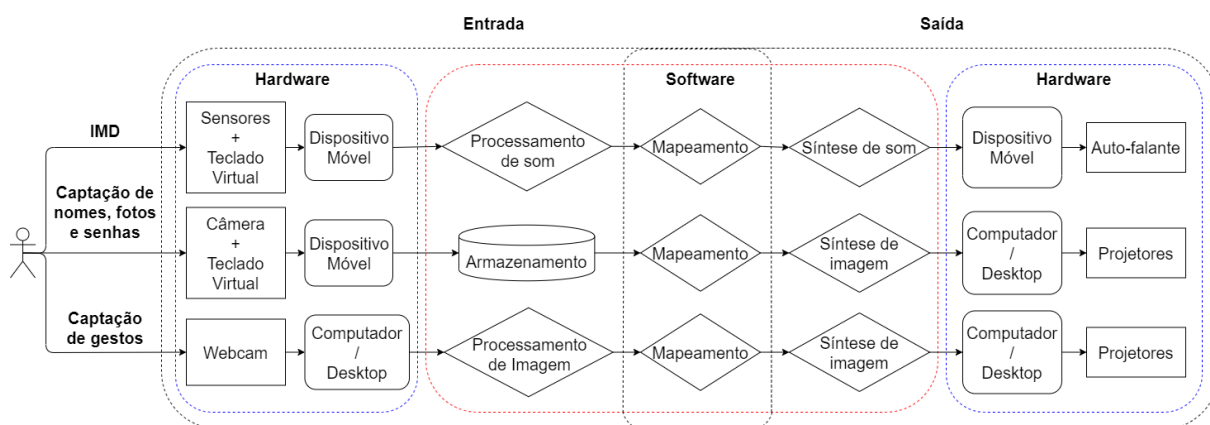 Entrada
Saída
Hardware
Software
Hardware
IMD
Sensores
+
Teclado
Virtual
Dispositivo
Móvel
Processamento
de som
Mapeamento
Síntese de som
Dispositivo
Móvel
Auto-falante
Captação de
nomes, fotos
e senhas
Câmera
+
Teclado
Virtual
Dispositivo
Móvel
Armazenamento
Mapeamento
Síntese de
imagem
Computador
/
Desktop
Projetores
Captação
de gestos
Webcam
Computador
/
Desktop
Processamento
de Imagem
Mapeamento
Síntese de
imagem
Computador
/
Desktop
Projetores